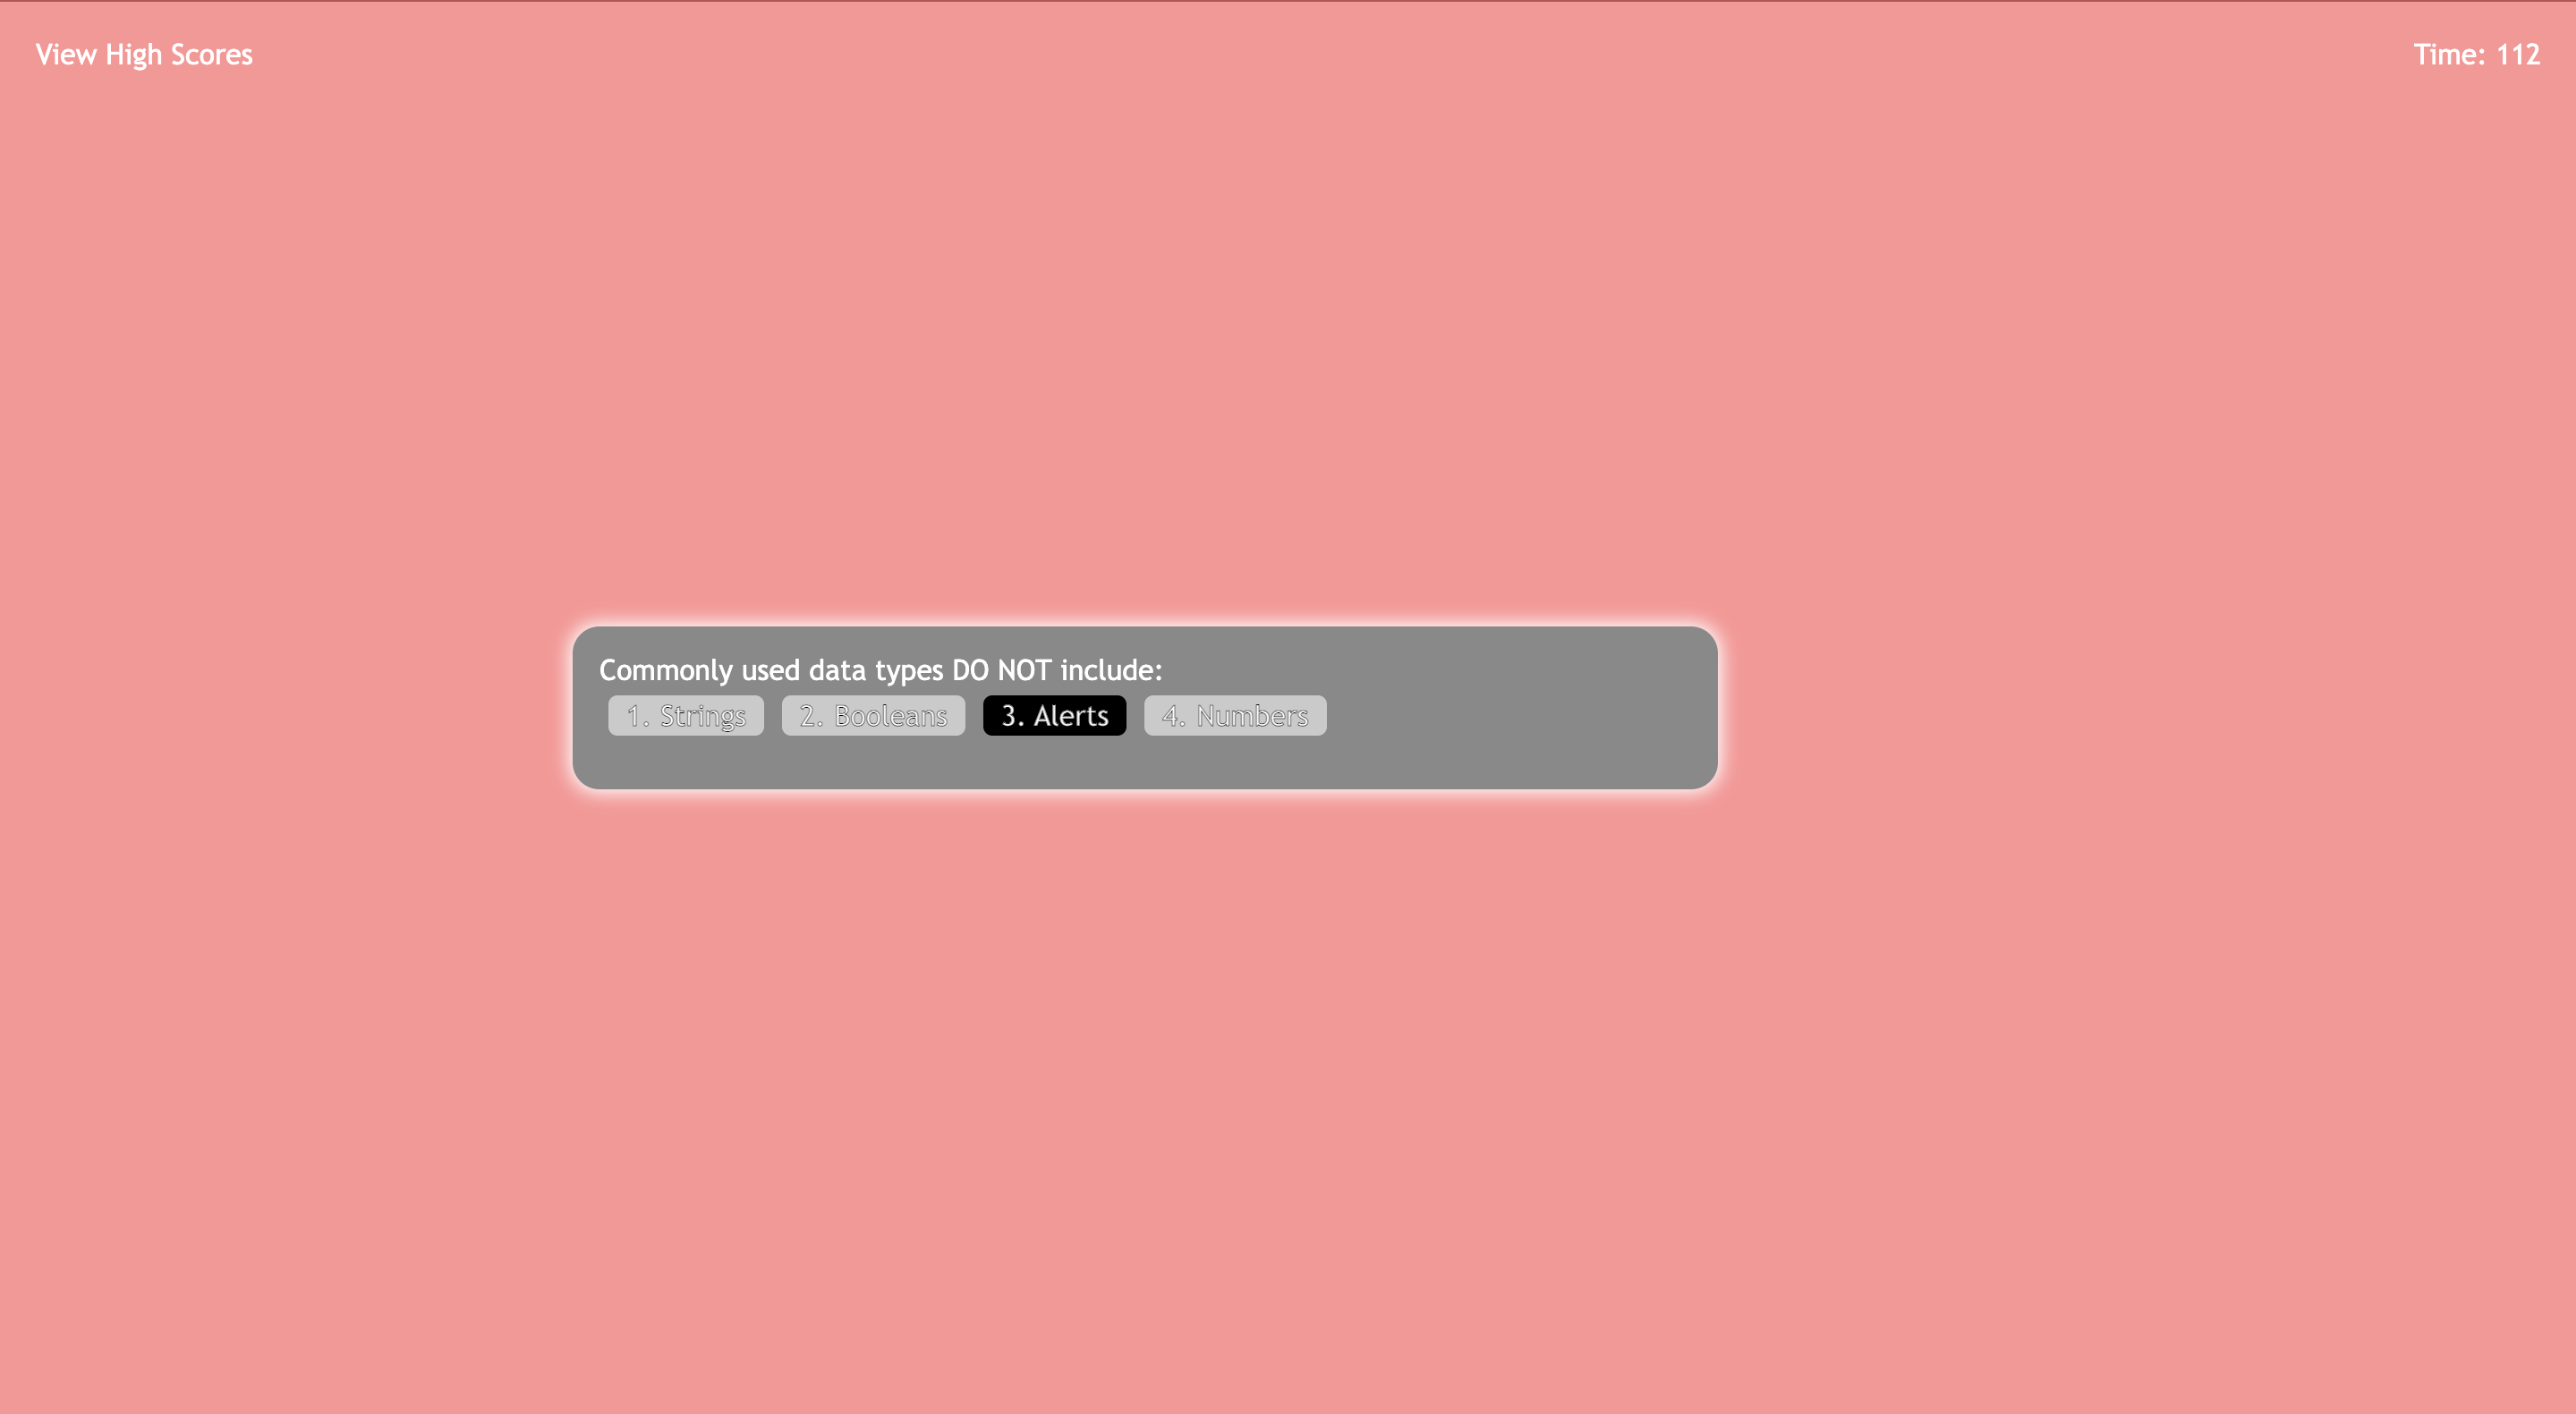 View High Scores
Time: 112
Commonly used data types DO NOT include:
1. Strings 2. Booleans 3. Alerts 4. Numbers